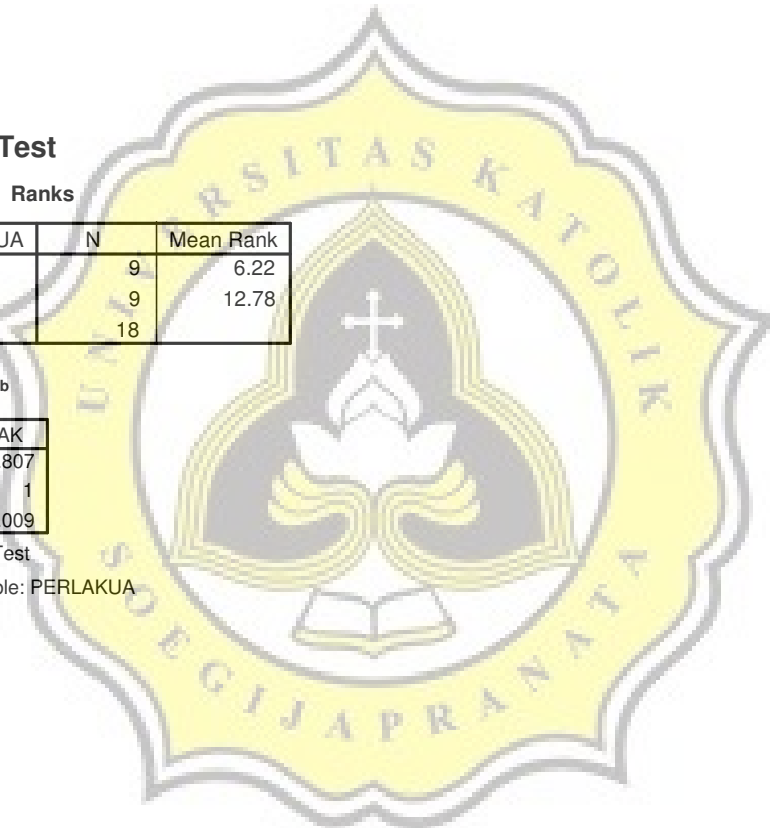 Test
Ranks
UA N Mean Rank
9 6.22
9 12.78
18
b
AK
.807
1
.009
Test
ble: PERLAKUA
UNIVERSITAS KATOLIK
SOEGIJAPRANATA